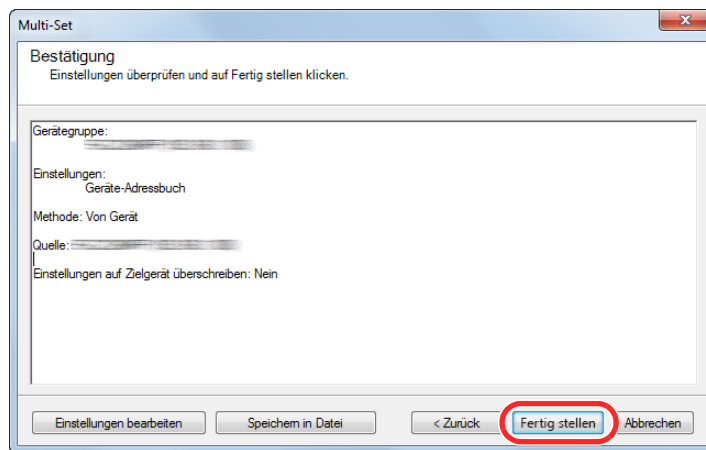 Multi-Set
Bestätigung
Einstellungen überprüfen und auf Fertig stellen klicken.
Gerätegruppe:
Einstellungen:
Geräte-Adressbuch
Methode: Von Gerät
Quelle:
Einstellungen auf Zielgerät überschreiben: Nein
Einstellungen bearbeiten
Speichern in Datei
< Zurück
Fertig stellen
Abbrechen